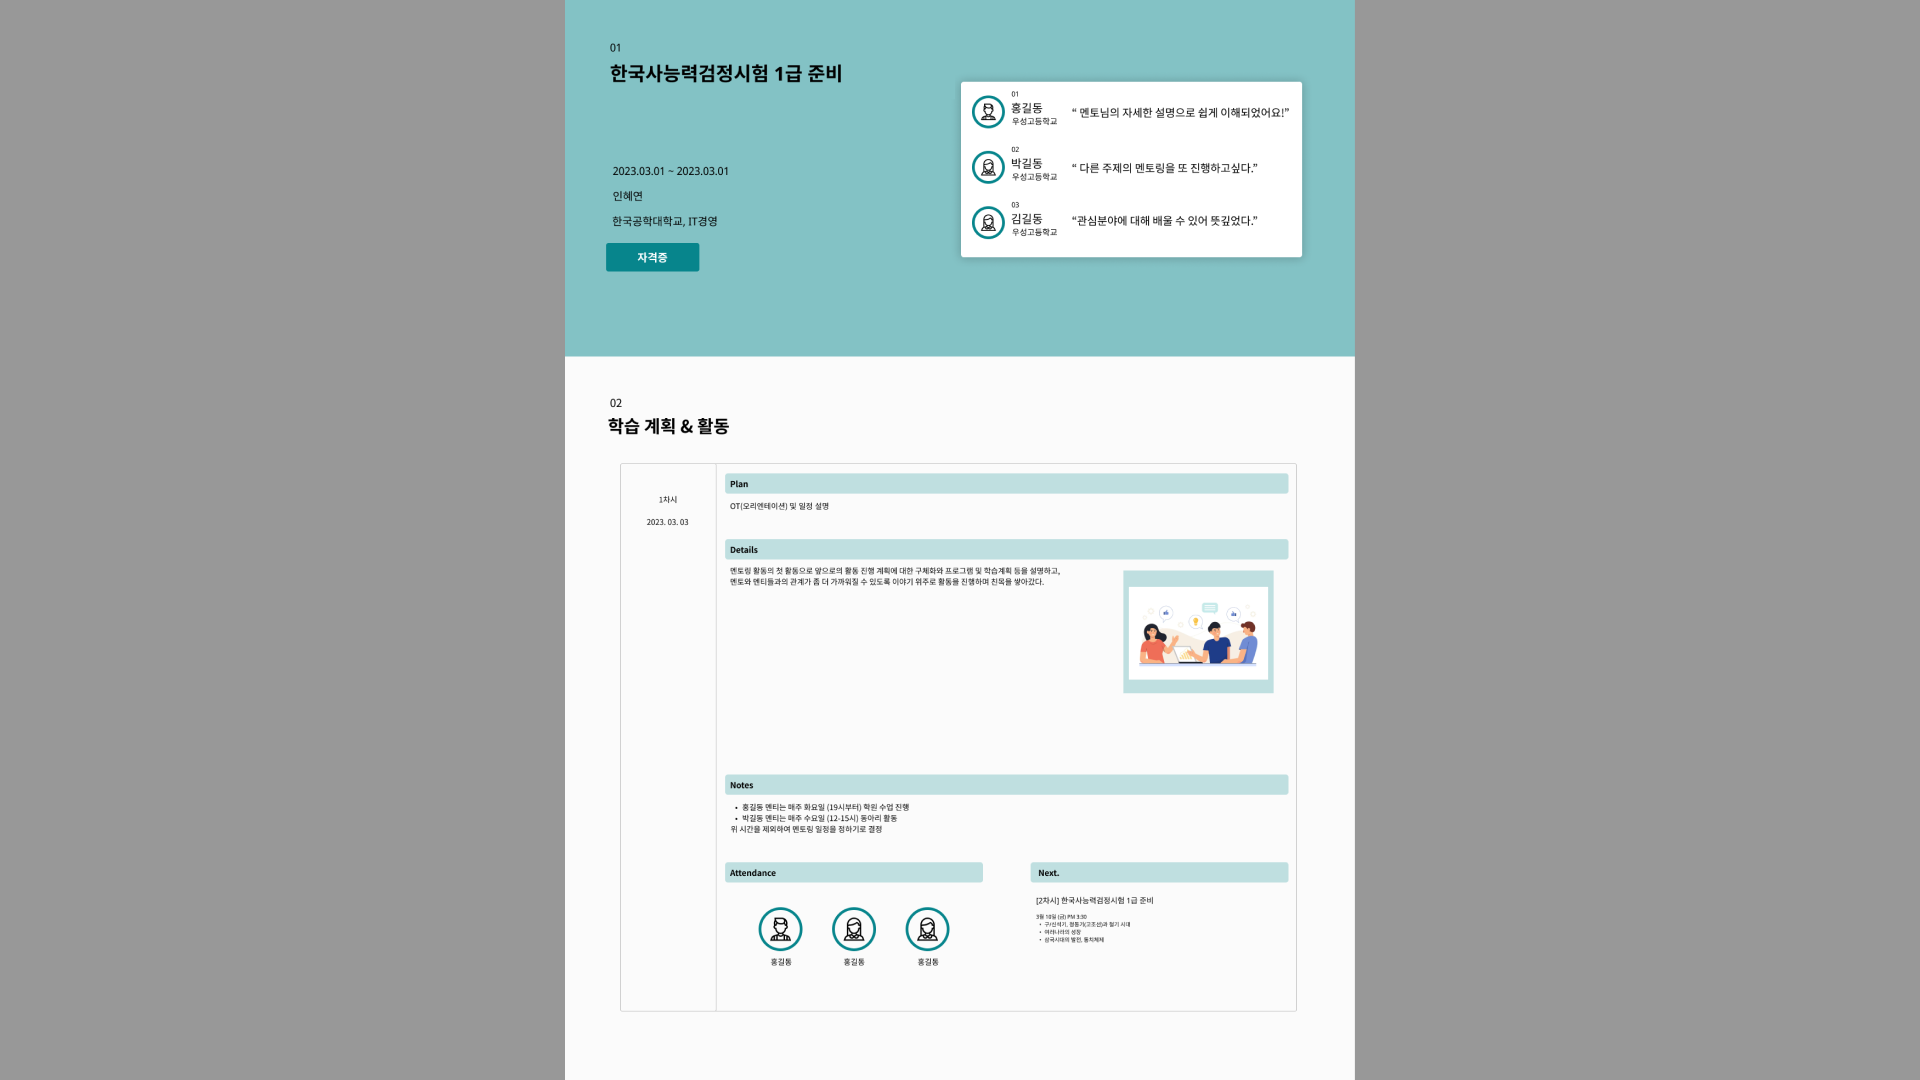 01
한국사능력검정시험 1급 준비
2023.03.01 ~ 2023.03.01
인혜연
한국공학대학교, IT경영
자격증
01
홍길동
우성고등학교
“ 멘토님의 자세한 설명으로 쉽게 이해되었어요!”
02
박길동
우성고등학교
“ 다른 주제의 멘토링을 또 진행하고싶다.”
03
김길동
우성고등학교
“관심분야에 대해 배울 수 있어 뜻깊었다.”
02
학습 계획 & 활동
1차시
2023. 03. 03
Plan
OT(오리엔테이션) 및 일정 설명
Details
멘토링 활동의 첫 활동으로 앞으로의 활동 진행 계획에 대한 구체화와 프로그램 및 학습계획 등을 설명하고,
멘토와 멘티들과의 관계가 좀 더 가까워질 수 있도록 이야기 위주로 활동을 진행하며 친목을 쌓아갔다.
Notes
• 홍길동 멘티는 매주 화요일 (19시부터) 학원 수업 진행
• 박길동 멘티는 매주 수요일 (12-15시) 동아리 활동
위 시간을 제외하여 멘토링 일정을 정하기로 결정
Attendance
홍길동
홍길동
홍길동
Next.
[2차시] 한국사능력검정시험 1급 준비
3월 10일 (금) PM 3:30
• 구/신석기, 청동기(고조선)과 철기 시대
• 여러나라의 성장
• 삼국시대의 발전, 통치체제